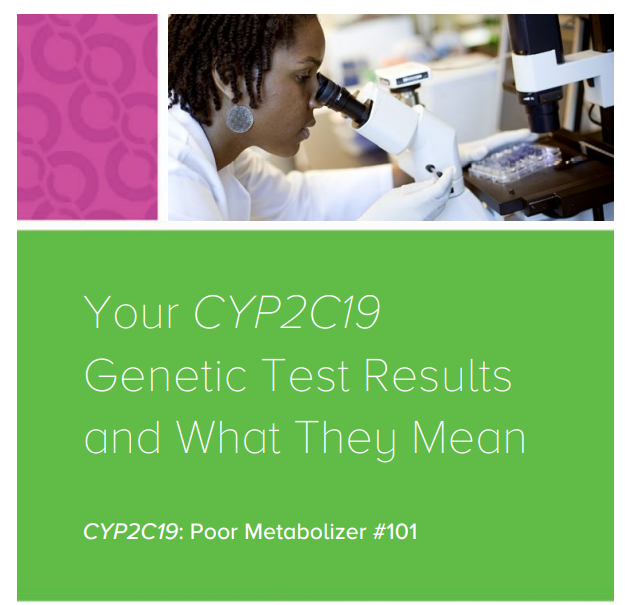 Your CYP2C19
Genetic Test Results
and What They Mean
CYP2C19: Poor Metabolizer #101